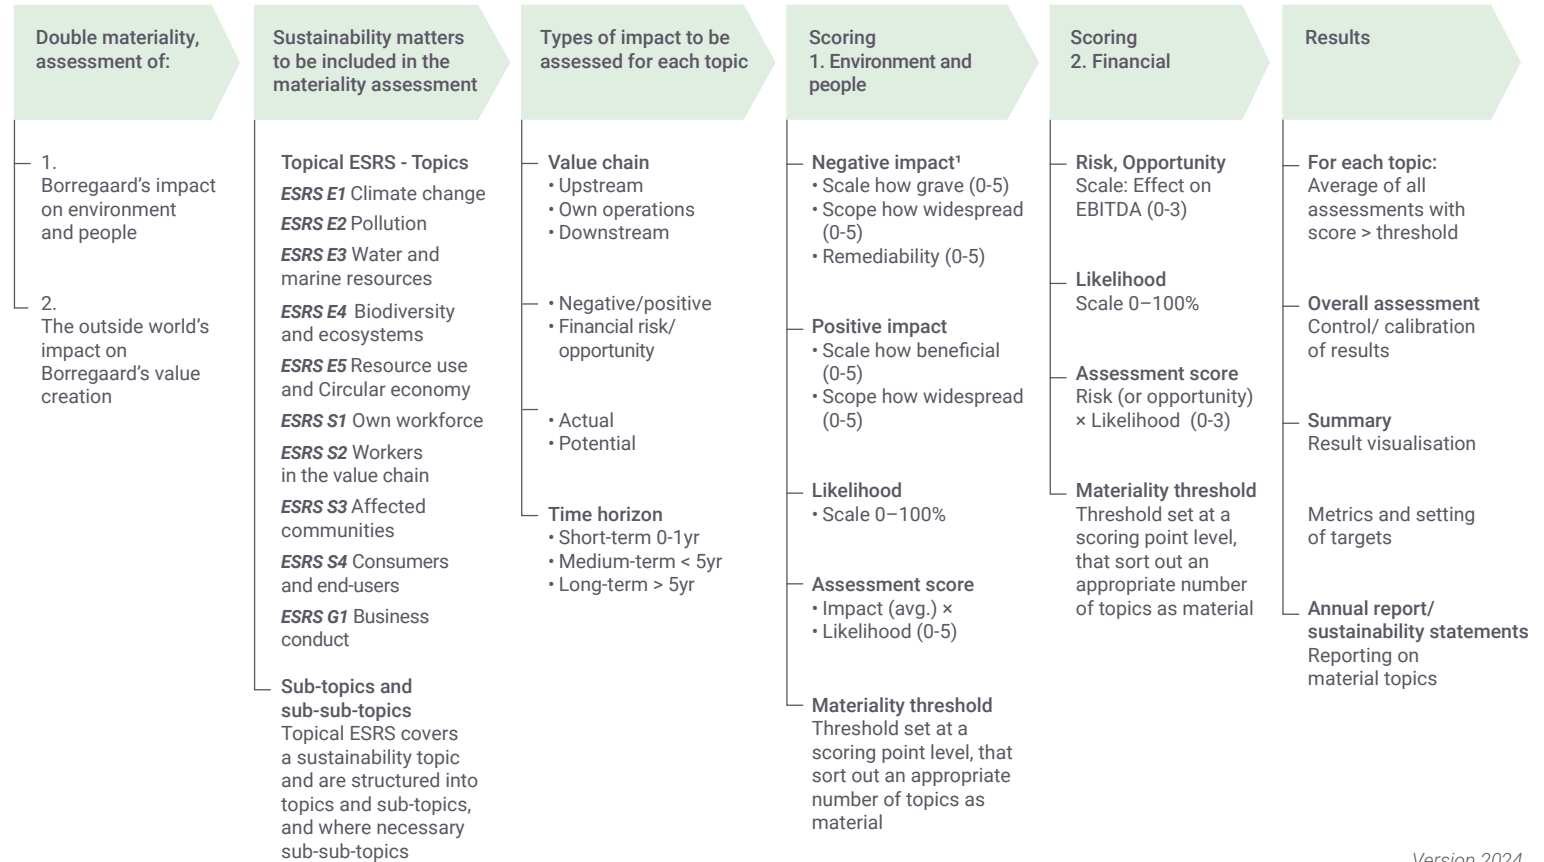 Double materiality,
assessment of:
1.
Borregaard’s impact
on environment
and people
2.
The outside world’s
impact on
Borregaard’s value
creation
Sustainability matters
to be included in the
materiality assessment
Topical ESRS - Topics
ESRS E1 Climate change
ESRS E2 Pollution
ESRS E3 Water and
marine resources
ESRS E4 Biodiversity
and ecosystems
ESRS E5 Resource use
and Circular economy
ESRS S1 Own workforce
ESRS S2 Workers
in the value chain
ESRS S3 Affected
communities
ESRS S4 Consumers
and end-users
ESRS G1 Business
conduct
Sub-topics and
sub-sub-topics
Topical ESRS covers
a sustainability topic
and are structured into
topics and sub-topics,
and where necessary
sub-sub-topics
Types of impact to be
assessed for each topic
Value chain
• Upstream
• Own operations
• Downstream
• Negative/positive
• Financial risk/
opportunity
• Actual
• Potential
Time horizon
• Short-term 0-1yr
• Medium-term < 5yr
• Long-term > 5yr
Scoring
1. Environment and
people
Negative impact¹
• Scale how grave (0-5)
• Scope how widespread
(0-5)
• Remediability (0-5)
Positive impact
• Scale how beneficial
(0-5)
• Scope how widespread
(0-5)
Likelihood
• Scale 0–100%
Assessment score
• Impact (avg.) ×
• Likelihood (0-5)
Materiality threshold
Threshold set at a
scoring point level, that
sort out an appropriate
number of topics as
material
Scoring
2. Financial
Risk, Opportunity
Scale: Effect on
EBITDA (0-3)
Likelihood
Scale 0–100%
Assessment score
Risk (or opportunity)
× Likelihood (0-3)
Materiality threshold
Threshold set at a
scoring point level,
that sort out an
appropriate number
of topics as material
Results
For each topic:
Average of all
assessments with
score > threshold
Overall assessment
Control/ calibration
of results
Summary
Result visualisation
Metrics and setting
of targets
Annual report/
sustainability statements
Reporting on
material topics
Version 2024